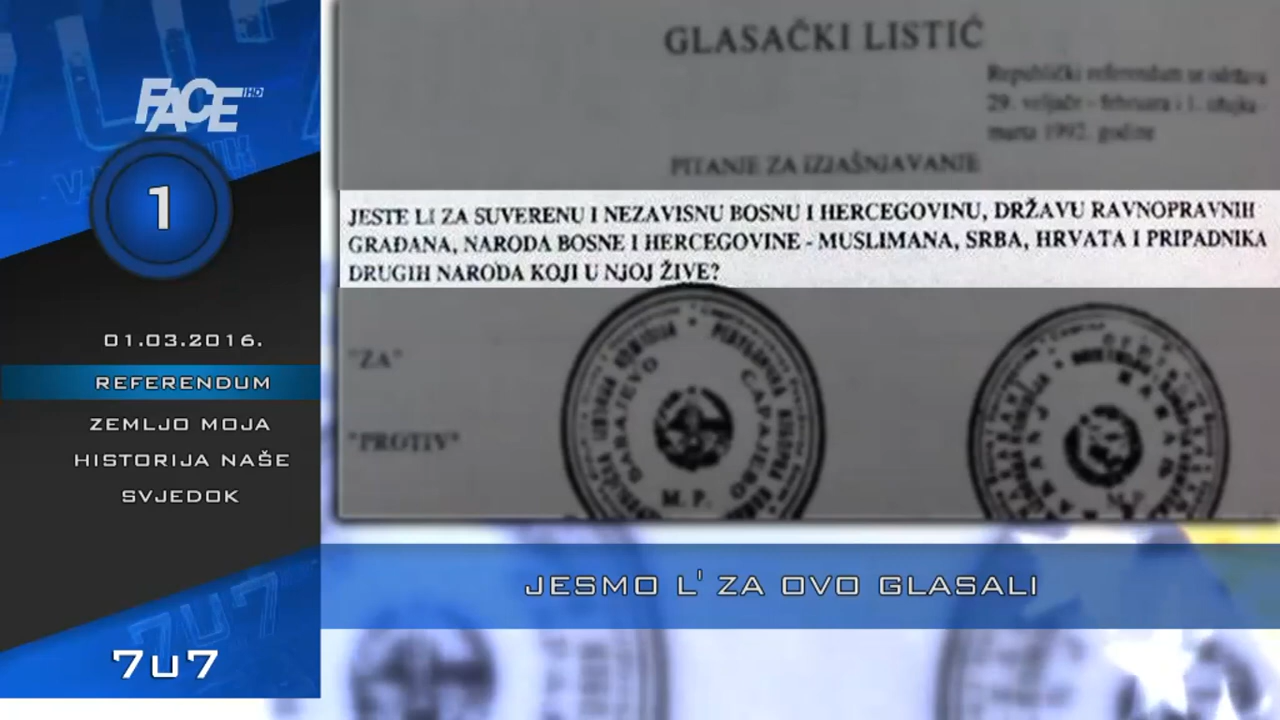 FACE HD
1
01.03.2016.
REFERENDUM
ZEMLJO MOJA
HISTORIJA NAŠE
SVJEDOK
7u7
GLASAČKI LISTIĆ
Republički referendum se održava
29. veljače - februara i 1. ožujka -
marta 1992. godine
PITANJE ZA IZJAŠNJAVANJE
JESTE LI ZA SUVERENU I NEZAVISNU BOSNU I HERCEGOVINU, DRŽAVU RAVNOPRAVNIH
GRAĐANA, NARODA BOSNE I HERCEGOVINE - MUSLIMANA, SRBA, HRVATA I PRIPADNIKA
DRUGIH NARODA KOJI U NJOJ ŽIVE?
"ZA"
"PROTIV"
SARAJEVO
САРАЈЕВО
M. P.
JESMO L' ZA OVO GLASALI